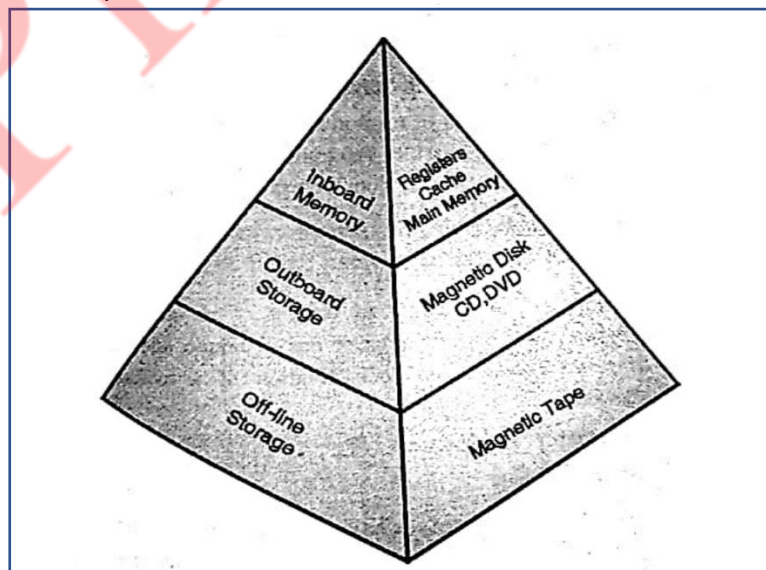 Inboard
Memory
Registers
Cache
Main Memory
Outboard
Storage
Magnetic Disk
CD,DVD
Off-line
Storage
Magnetic Tape